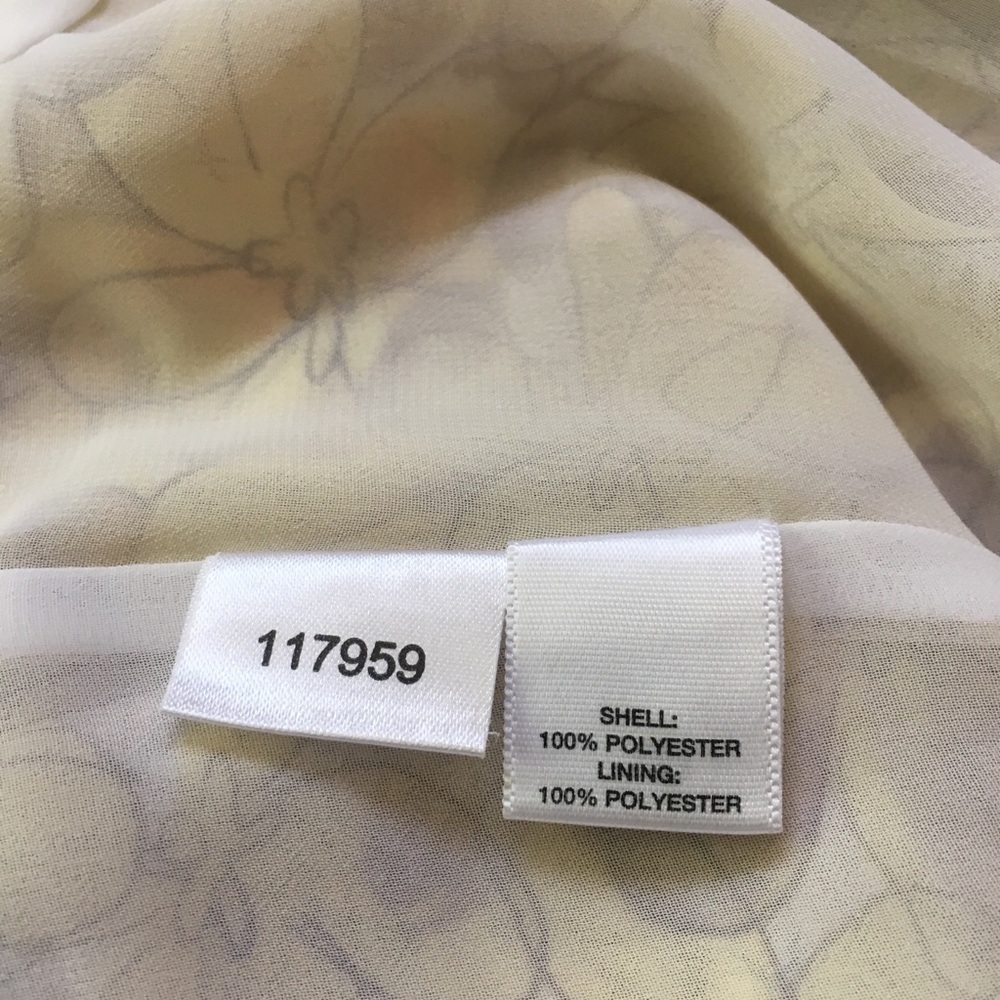 117959
SHELL:
100% POLYESTER
LINING:
100% POLYESTER